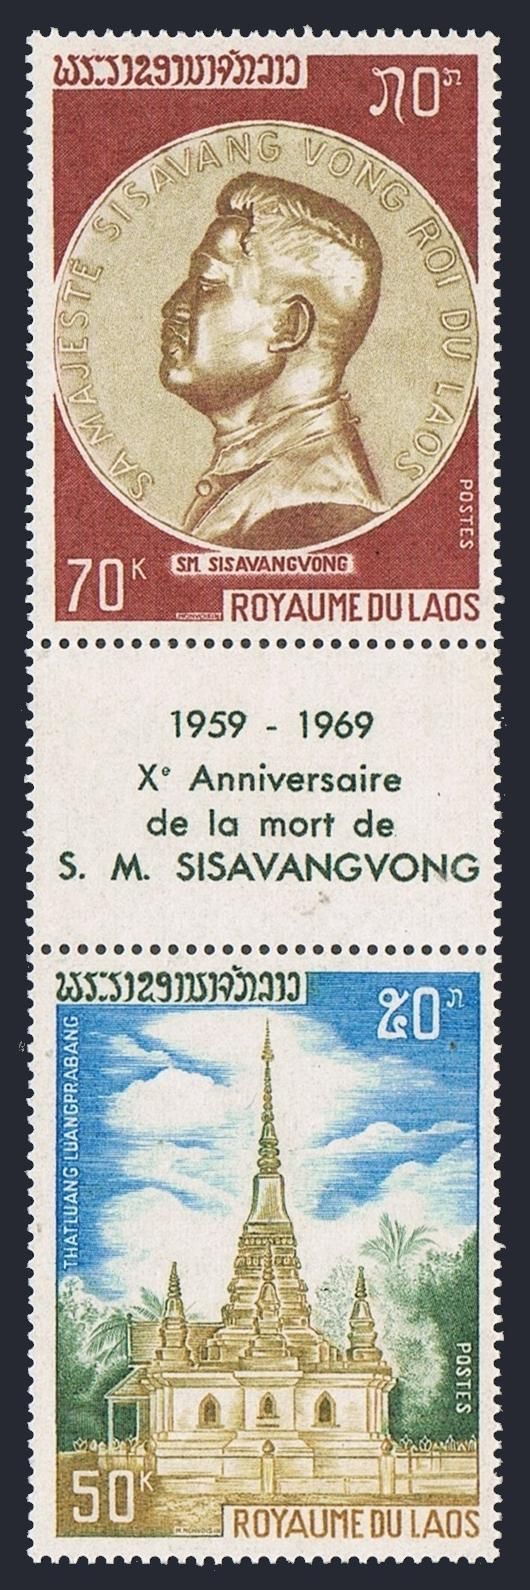 ພຣະຣາຊອານາຈັກລາວ
໗໐ ກ
SA MAJESTÉ SISAVANG VONG ROI DU LAOS
POSTES
70K
SM. SISAVANGVONG
ROYAUME DU LAOS
1959 - 1969
Xe Anniversaire
de la mort de
S. M. SISAVANGVONG
ພຣະຣາຊອານາຈັກລາວ
໕໐ ກ
THAT LUANG LUANGPRABANG
POSTES
50K
ROYAUME DU LAOS